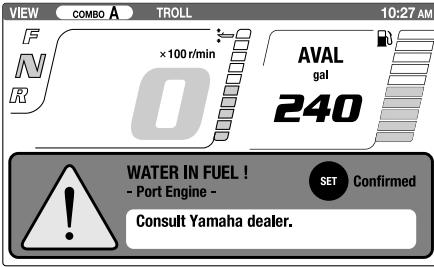 VIEW COMBO A TROLL 10:27 AM
F
N
R
×100 r/min
0
AVAL
gal
240
WATER IN FUEL !
- Port Engine -
SET Confirmed
Consult Yamaha dealer.